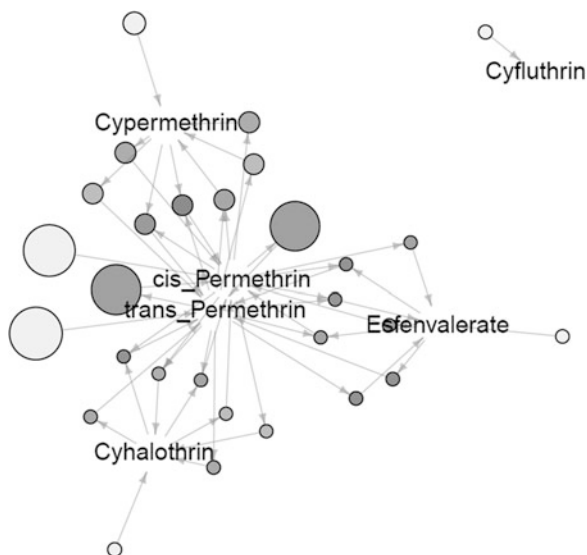 Cyfluthrin
Cypermethrin
cis_Permethrin
trans_Permethrin
Esfenvalerate
Cyhalothrin